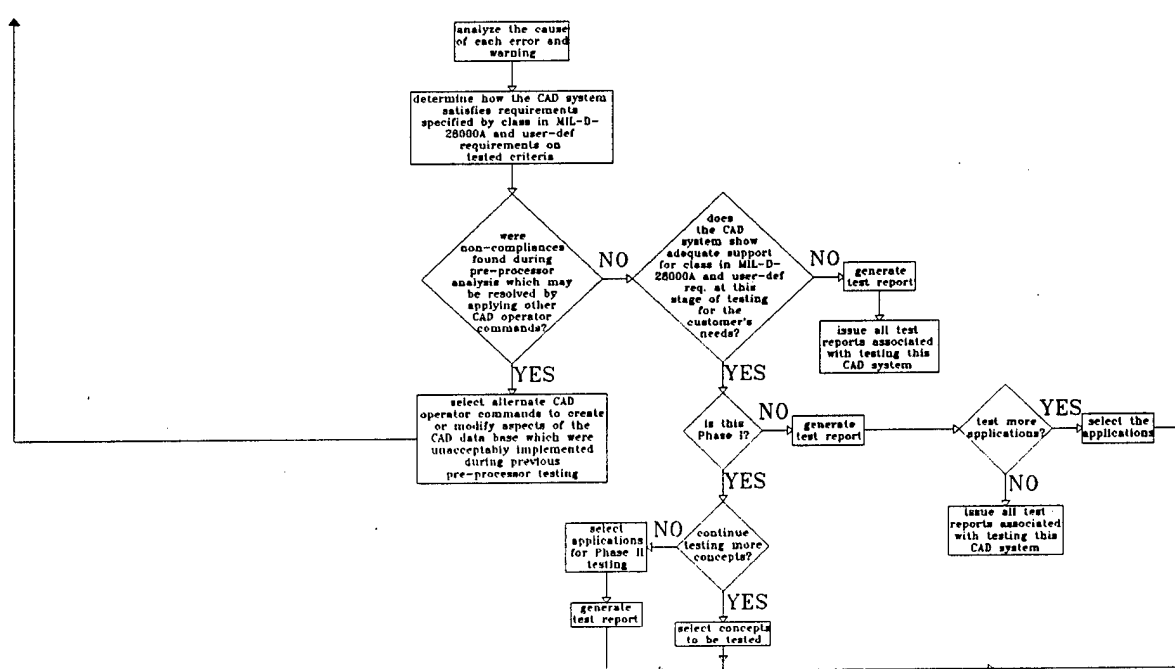 analyze the cause
of each error and
warning
determine how the CAD system
satisfies requirements
specified by class in MIL-D-
28000A and user-def
requirements on
tested criteria
were
non-compliances
found during
pre-processor
analysis which may
be resolved by
applying other
CAD operator
commands?
NO
does
the CAD
system show
adequate support
for class in MIL-D-
28000A and user-def
req. at this
stage of testing
for the
customer's
needs?
NO
generate
test report
issue all test
reports associated
with testing this
CAD system
YES
select alternate CAD
operator commands to create
or modify aspects of the
CAD data base which were
unacceptably implemented
during previous
pre-processor testing
YES
is this
Phase I?
NO
generate
test report
test more
applications?
YES
select the
applications
NO
issue all test
reports associated
with testing this
CAD system
YES
continue
testing more
concepts?
NO
select
applications
for Phase II
testing
generate
test report
YES
select concepts
to be tested